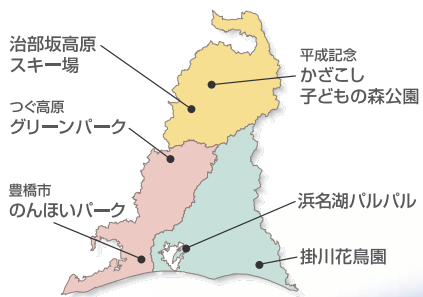 治部坂高原
スキー場
平成記念
かざこし
子どもの森公園
つぐ高原
グリーンパーク
豊橋市
のんほいパーク
浜名湖パルパル
掛川花鳥園